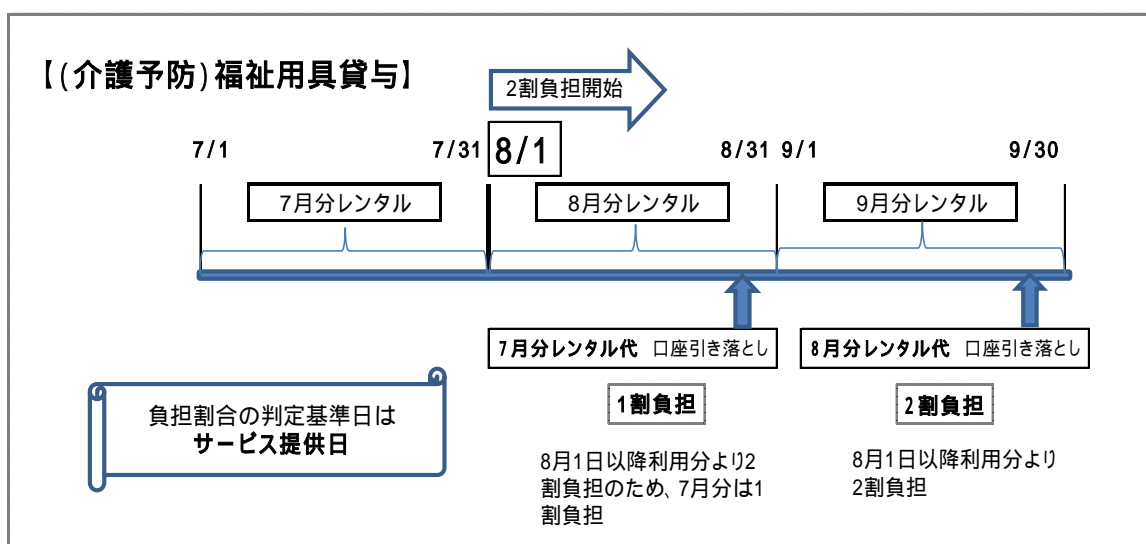 【(介護予防)福祉用具貸与】
2割負担開始
7/1
7/31
8/1
8/31
9/1
9/30
7月分レンタル
8月分レンタル
9月分レンタル
7月分レンタル代 口座引き落とし
8月分レンタル代 口座引き落とし
1割負担
2割負担
負担割合の判定基準日は
サービス提供日
8月1日以降利用分より2
割負担のため、7月分は1
割負担
8月1日以降利用分より
2割負担